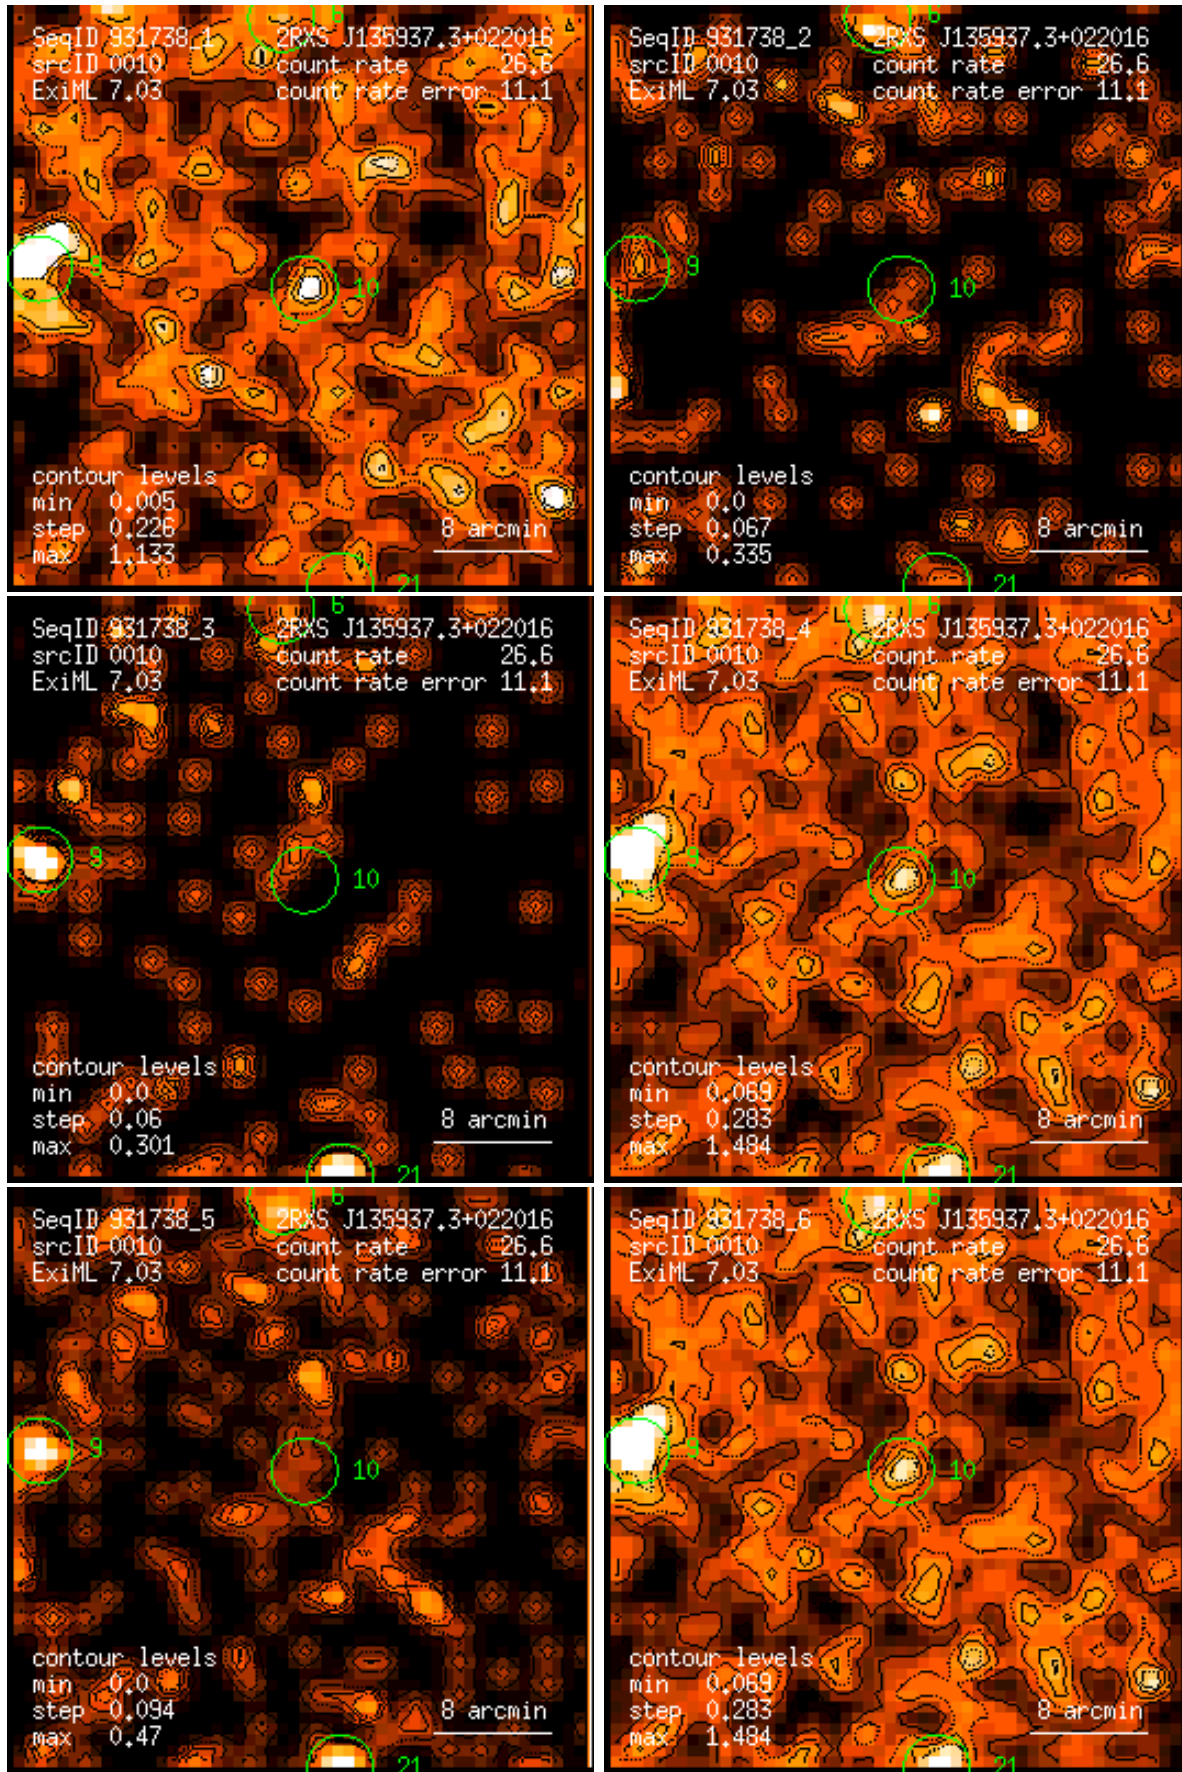 6
SeqID 931738_1 2RXS J135937.3+022016
srcID 0010 count rate 26.6
ExiML 7.03 count rate error 11.1
9
10
contour levels
min 0.005
step 0.226 8 arcmin
max 1.133
21
6
SeqID 931738_2 2RXS J135937.3+022016
srcID 0010 count rate 26.6
ExiML 7.03 count rate error 11.1
9
10
contour levels
min 0.0
step 0.067 8 arcmin
max 0.335
21
6
SeqID 931738_3 2RXS J135937.3+022016
srcID 0010 count rate 26.6
ExiML 7.03 count rate error 11.1
9
10
contour levels
min 0.0
step 0.06 8 arcmin
max 0.301
21
6
SeqID 931738_4 2RXS J135937.3+022016
srcID 0010 count rate 26.6
ExiML 7.03 count rate error 11.1
9
10
contour levels
min 0.069
step 0.283 8 arcmin
max 1.484
21
6
SeqID 931738_5 2RXS J135937.3+022016
srcID 0010 count rate 26.6
ExiML 7.03 count rate error 11.1
9
10
contour levels
min 0.0
step 0.094 8 arcmin
max 0.47
21
6
SeqID 931738_6 2RXS J135937.3+022016
srcID 0010 count rate 26.6
ExiML 7.03 count rate error 11.1
9
10
contour levels
min 0.069
step 0.283 8 arcmin
max 1.484
21